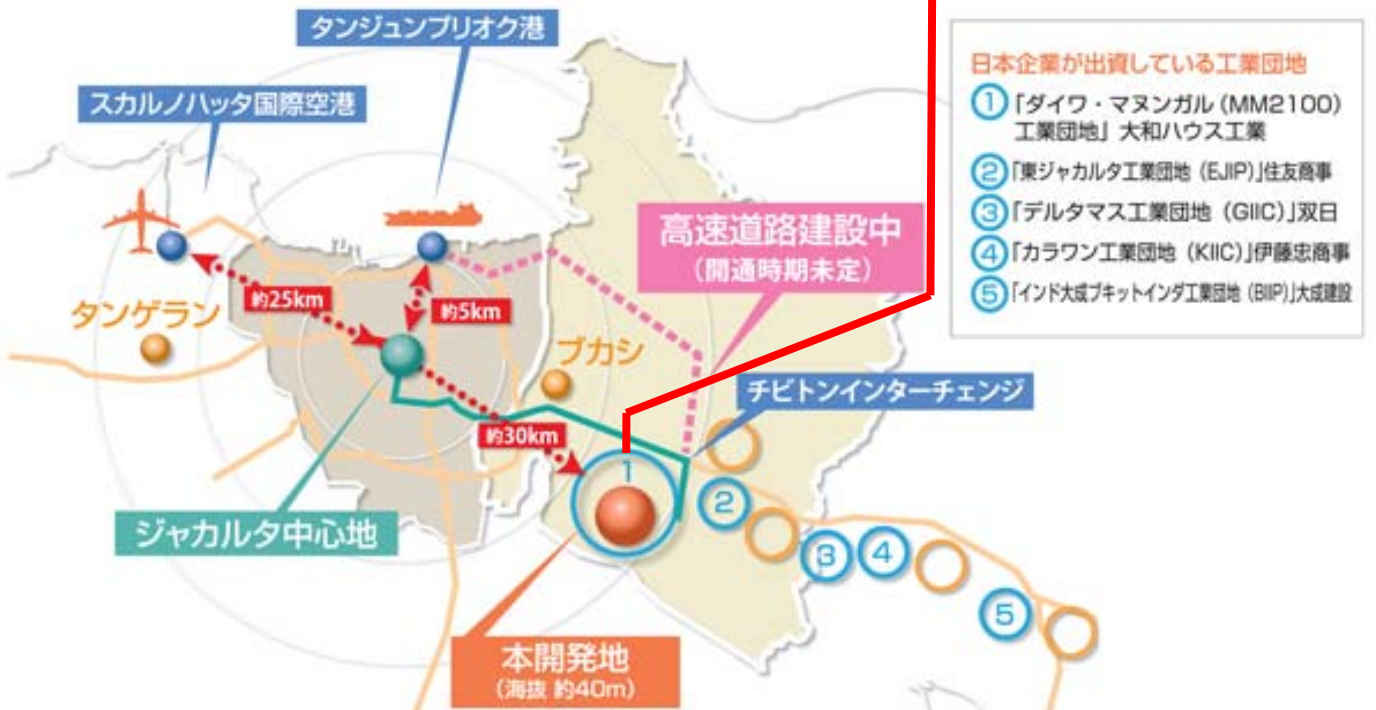 タンジュンプリオク港
スカルノハッタ国際空港
日本企業が出資している工業団地
①「ダイワ・マヌンガル(MM2100)
工業団地」大和ハウス工業
②「東ジャカルタ工業団地(EJIP)」住友商事
③「デルタマス工業団地(GIIC)」双日
④「カラワン工業団地(KIIC)」伊藤忠商事
⑤「インド大成ブキットインダ工業団地(BIIP)」大成建設
高速道路建設中
(開通時期未定)
約25km
約5km
タンゲラン
ブカシ
チビトンインターチェンジ
約30km
1
2
3
4
5
ジャカルタ中心地
本開発地
(海抜 約40m)